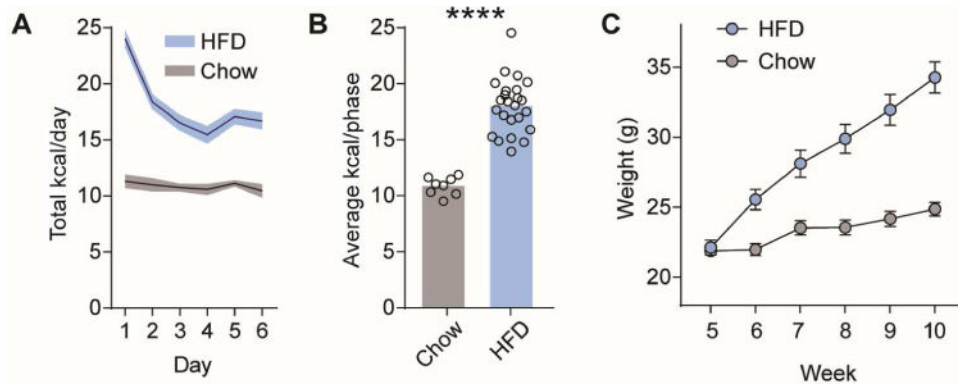 A
Total kcal/day
25
20
15
10
5
0
HFD
Chow
1 2 3 4 5 6
Day
B
****
Average kcal/phase
25
20
15
10
5
0
Chow
HFD
C
HFD
Chow
Weight (g)
35
30
25
20
5 6 7 8 9 10
Week